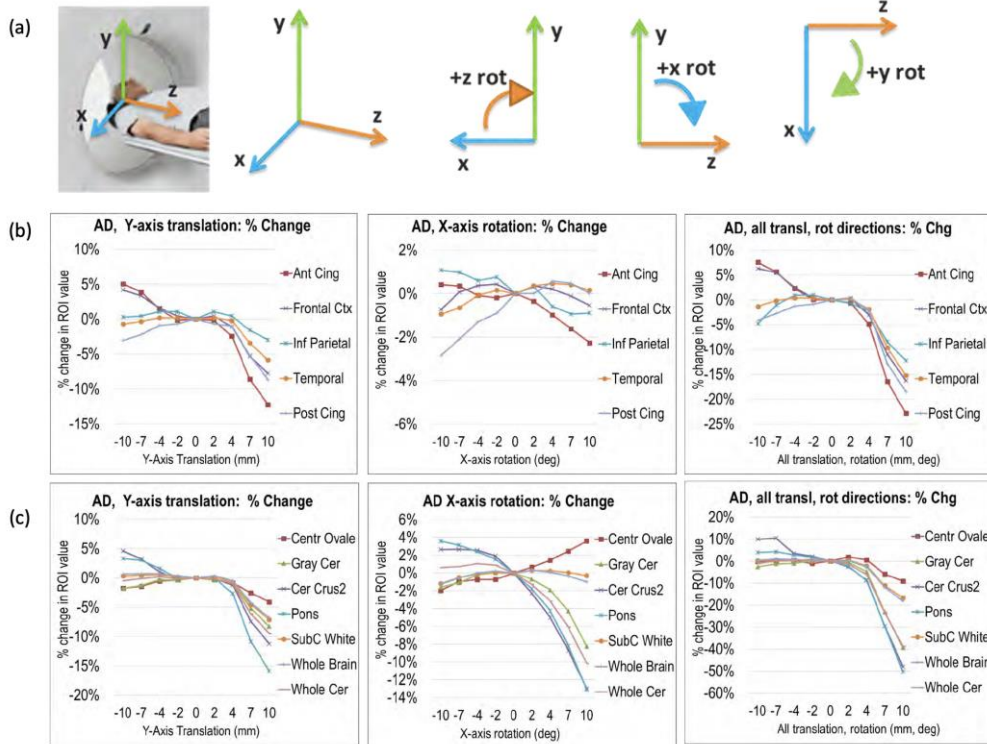 (a)
y
z
x
y
z
x
y
+z rot
x
y
+x rot
z
z
+y rot
x
(b)
AD, Y-axis translation: % Change
% change in ROI value
10%
5%
0%
-5%
-10%
-15%
Ant Cing
Frontal Ctx
Inf Parietal
Temporal
Post Cing
-10 -7 -4 -2 0 2 4 7 10
Y-Axis Translation (mm)
AD, X-axis rotation: % Change
% change in ROI value
2%
0%
-2%
-4%
-6%
Ant Cing
Frontal Ctx
Inf Parietal
Temporal
Post Cing
-10 -7 -4 -2 0 2 4 7 10
X-axis rotation (deg)
AD, all transl, rot directions: % Chg
% change in ROI value
10%
5%
0%
-5%
-10%
-15%
-20%
-25%
Ant Cing
Frontal Ctx
Inf Parietal
Temporal
Post Cing
-10 -7 -4 -2 0 2 4 7 10
All translation, rotation (mm, deg)
(c)
AD, Y-axis translation: % Change
% change in ROI value
10%
5%
0%
-5%
-10%
-15%
-20%
Centr Ovale
Gray Cer
Cer Crus2
Pons
SubC White
Whole Brain
Whole Cer
-10 -7 -4 -2 0 2 4 7 10
Y-Axis Translation (mm)
AD X-axis rotation: % Change
% change in ROI value
6%
4%
2%
0%
-2%
-4%
-6%
-8%
-10%
-12%
-14%
Centr Ovale
Gray Cer
Cer Crus2
Pons
SubC White
Whole Brain
Whole Cer
-10 -7 -4 -2 0 2 4 7 10
X-axis rotation (deg)
AD, all transl, rot directions: % Chg
% change in ROI value
20%
10%
0%
-10%
-20%
-30%
-40%
-50%
-60%
Centr Ovale
Gray Cer
Cer Crus2
Pons
SubC White
Whole Brain
Whole Cer
-10 -7 -4 -2 0 2 4 7 10
All translation, rotation (mm, deg)